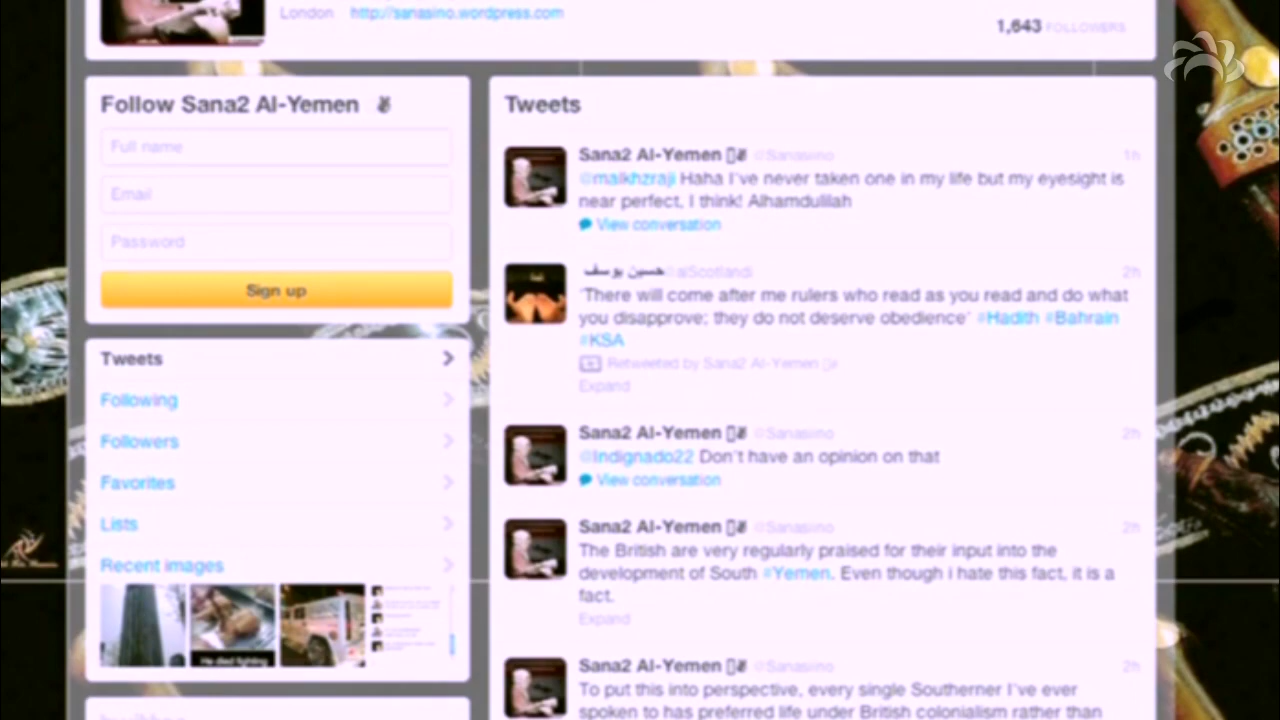 London http://sanasino.wordpress.com
1,643 FOLLOWERS
Follow Sana2 Al-Yemen
Full name
Email
Password
Sign up
Tweets
Following
Followers
Favorites
Lists
Recent images
He died fighting
Tweets
Sana2 Al-Yemen @Sanasino 1h
@malkhzraji Haha I've never taken one in my life but my eyesight is
near perfect, I think! Alhamdulilah
View conversation
حسين يوسف @alScotlandi 2h
'There will come after me rulers who read as you read and do what
you disapprove; they do not deserve obedience' #Hadith #Bahrain
#KSA
Retweeted by Sana2 Al-Yemen
Expand
Sana2 Al-Yemen @Sanasino 2h
@Indignado22 Don't have an opinion on that
View conversation
Sana2 Al-Yemen @Sanasino 2h
The British are very regularly praised for their input into the
development of South #Yemen. Even though i hate this fact, it is a
fact.
Expand
Sana2 Al-Yemen @Sanasino 2h
To put this into perspective, every single Southerner I've ever
spoken to has preferred life under British colonialism rather than